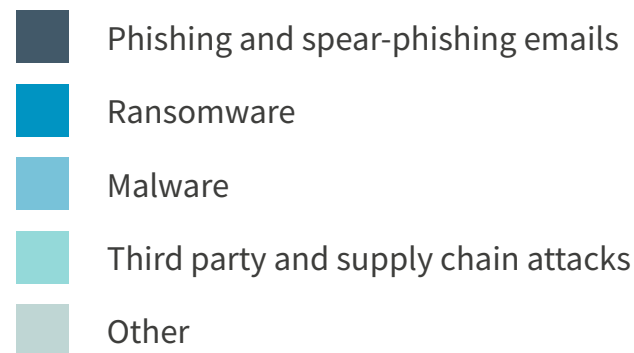 Phishing and spear-phishing emails
Ransomware
Malware
Third party and supply chain attacks
Other